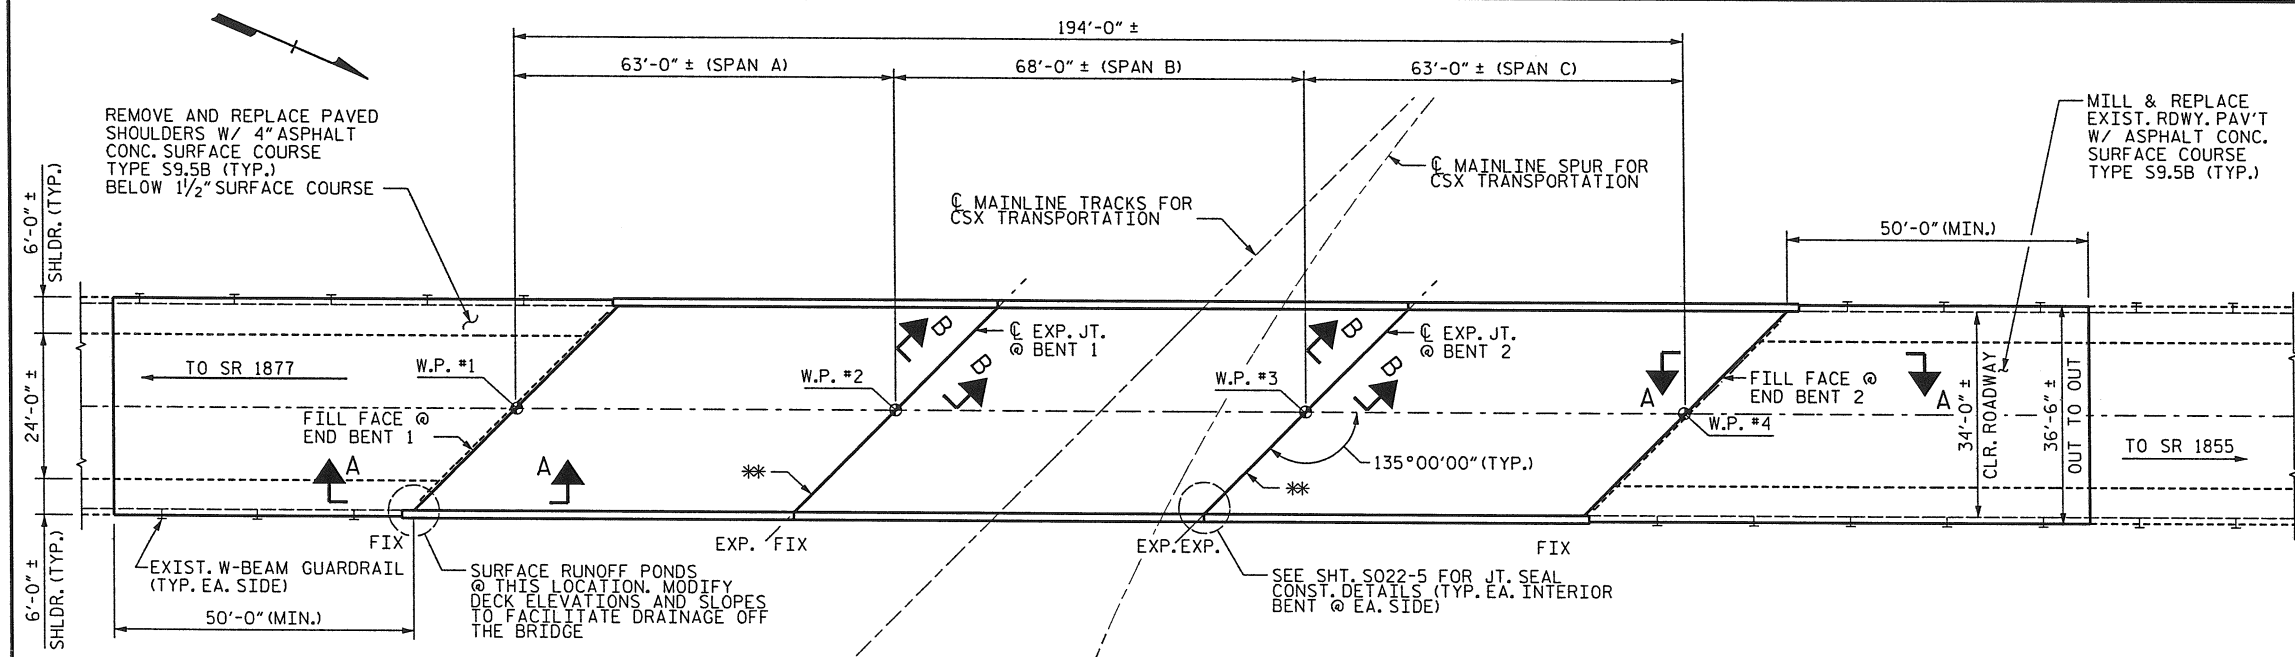 194'-0" ±
63'-0" ± (SPAN A)
68'-0" ± (SPAN B)
63'-0" ± (SPAN C)
REMOVE AND REPLACE PAVED
SHOULDERS W/ 4" ASPHALT
CONC. SURFACE COURSE
TYPE S9.5B (TYP.)
BELOW 1½" SURFACE COURSE
MILL & REPLACE
EXIST. RDWY. PAV'T
W/ ASPHALT CONC.
SURFACE COURSE
TYPE S9.5B (TYP.)
℄ MAINLINE SPUR FOR
CSX TRANSPORTATION
℄ MAINLINE TRACKS FOR
CSX TRANSPORTATION
50'-0" (MIN.)
6'-0" ±
SHLDR. (TYP.)
24'-0" ±
6'-0" ±
SHLDR. (TYP.)
TO SR 1877
W.P. #1
W.P. #2
W.P. #3
W.P. #4
B
B
℄ EXP. JT.
@ BENT 1
B
B
℄ EXP. JT.
@ BENT 2
FILL FACE @
END BENT 1
FILL FACE @
END BENT 2
A
A
A
A
34'-0" ±
CLR. ROADWAY
36'-6" ±
OUT TO OUT
TO SR 1855
**
**
135°00'00" (TYP.)
FIX
EXP.
FIX
EXP.
EXP.
FIX
EXIST. W-BEAM GUARDRAIL
(TYP. EA. SIDE)
50'-0" (MIN.)
SURFACE RUNOFF PONDS
@ THIS LOCATION. MODIFY
DECK ELEVATIONS AND SLOPES
TO FACILITATE DRAINAGE OFF
THE BRIDGE
SEE SHT. S022-5 FOR JT. SEAL
CONST. DETAILS (TYP. EA. INTERIOR
BENT @ EA. SIDE)